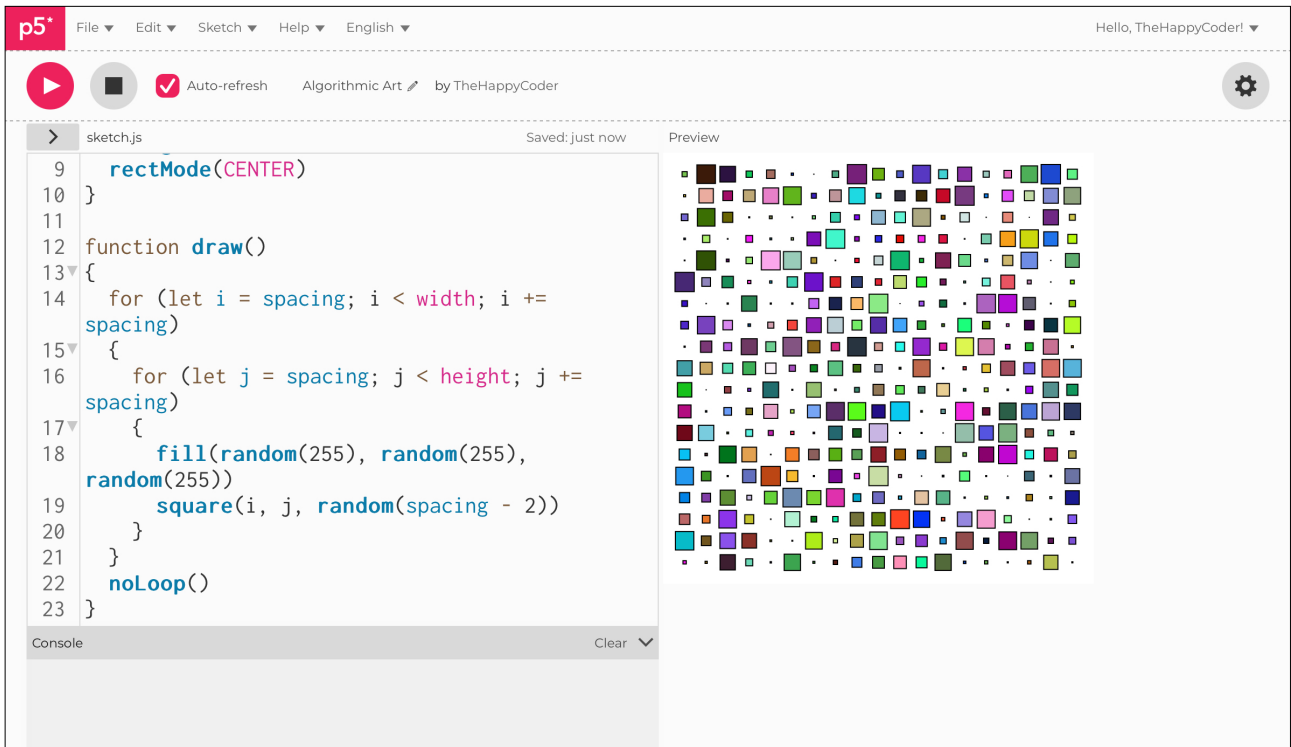 p5* File Edit Sketch Help English Hello, TheHappyCoder!
Auto-refresh Algorithmic Art by TheHappyCoder
sketch.js Saved: just now Preview
9 rectMode(CENTER)
10 }
11
12 function draw()
13 {
14 for (let i = spacing; i < width; i +=
spacing)
15 {
16 for (let j = spacing; j < height; j +=
spacing)
17 {
18 fill(random(255), random(255),
random(255))
19 square(i, j, random(spacing - 2))
20 }
21 }
22 noLoop()
23 }
Console Clear